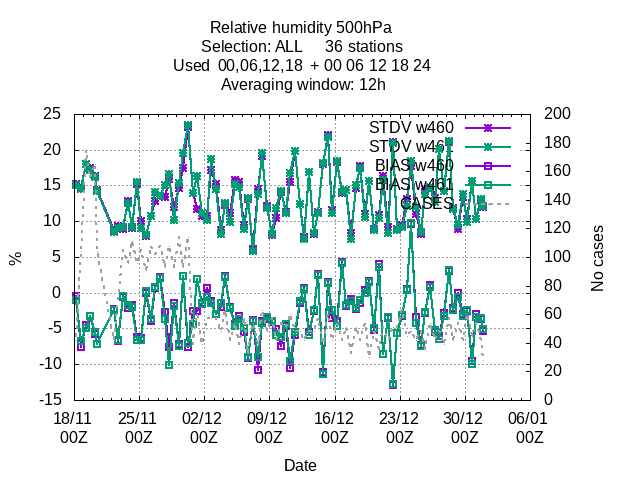 Relative humidity 500hPa
Selection: ALL 36 stations
Used 00,06,12,18 + 00 06 12 18 24
Averaging window: 12h
25 200
20 180
15 160
10 140
5 120
0 100
-5 80
-10 60
-15 40
20
0
STDV w460
STDV w461
BIAS w460
BIAS w461
CASES
%
No cases
18/11 25/11 02/12 09/12 16/12 23/12 30/12 06/01
00Z 00Z 00Z 00Z 00Z 00Z 00Z 00Z
Date